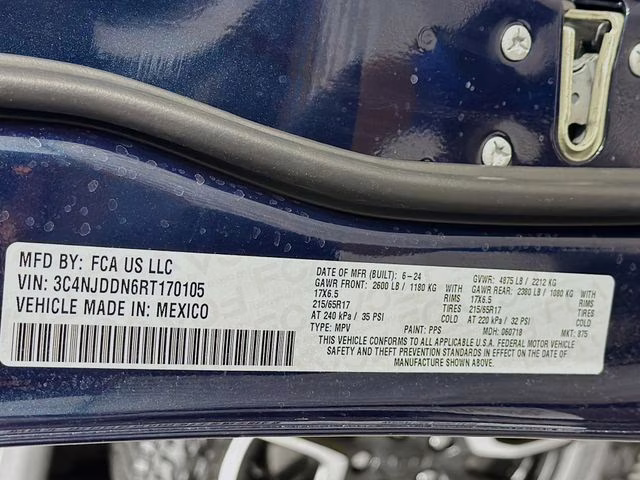 MFD BY: FCA US LLC
VIN: 3C4NJDDN6RT170105
VEHICLE MADE IN: MEXICO
DATE OF MFR (BUILT): 6-24 GVWR: 4875 LB / 2212 KG
GAWR FRONT: 2600 LB / 1180 KG WITH GAWR REAR: 2380 LB / 1080 KG WITH
17X6.5 RIMS 17X6.5 RIMS
215/65R17 TIRES 215/65R17 TIRES
AT 240 kPa / 35 PSI COLD AT 220 kPa / 32 PSI COLD
TYPE: MPV PAINT: PPS MDH: 060718 MKT: 875
THIS VEHICLE CONFORMS TO ALL APPLICABLE U.S.A. FEDERAL MOTOR VEHICLE
SAFETY AND THEFT PREVENTION STANDARDS IN EFFECT ON THE DATE OF
MANUFACTURE SHOWN ABOVE.